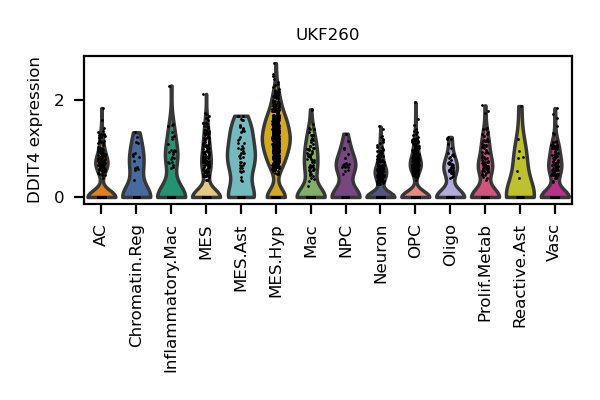 UKF260
DDIT4 expression
2
0
AC
Chromatin.Reg
Inflammatory.Mac
MES
MES.Ast
MES.Hyp
Mac
NPC
Neuron
OPC
Oligo
Prolif.Metab
Reactive.Ast
Vasc